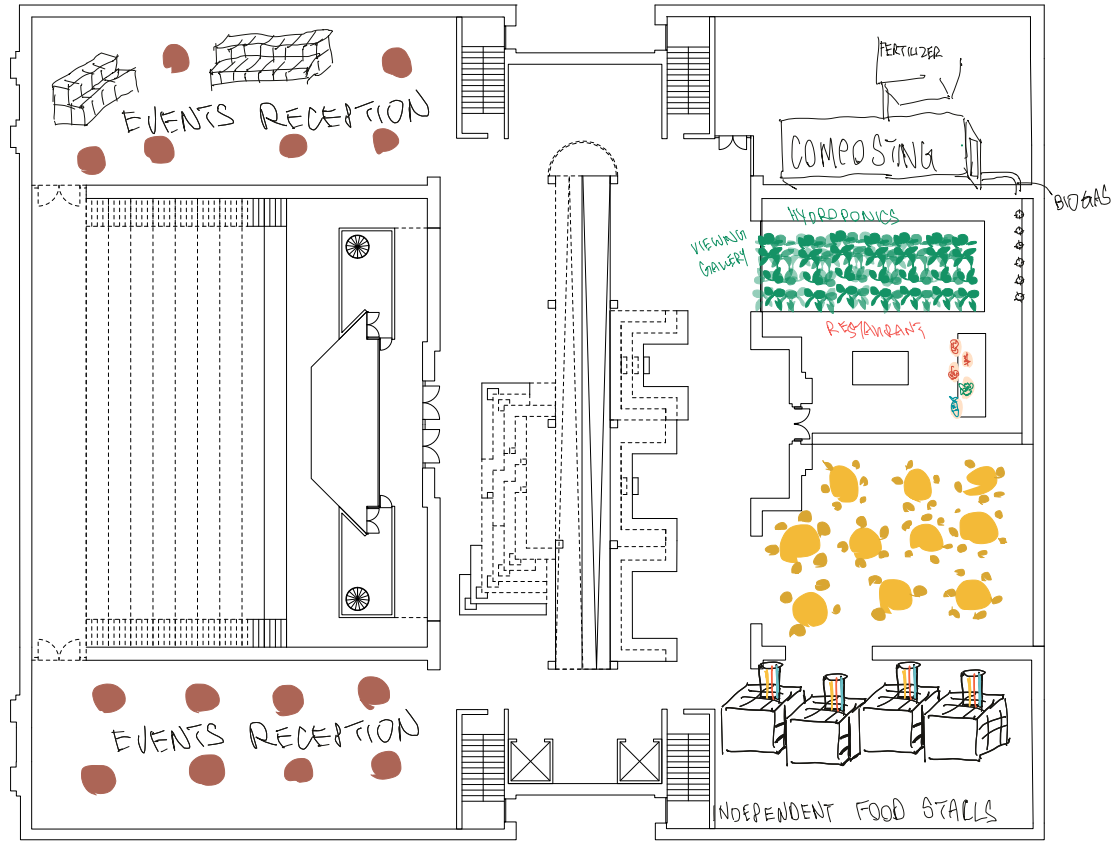 FERTILIZER
EVENTS RECEPTION
COMPOSTING
BIOGAS
HYDROPONICS
VIEWING
GALLERY
RESTAURANT
EVENTS RECEPTION
INDEPENDENT FOOD STALLS